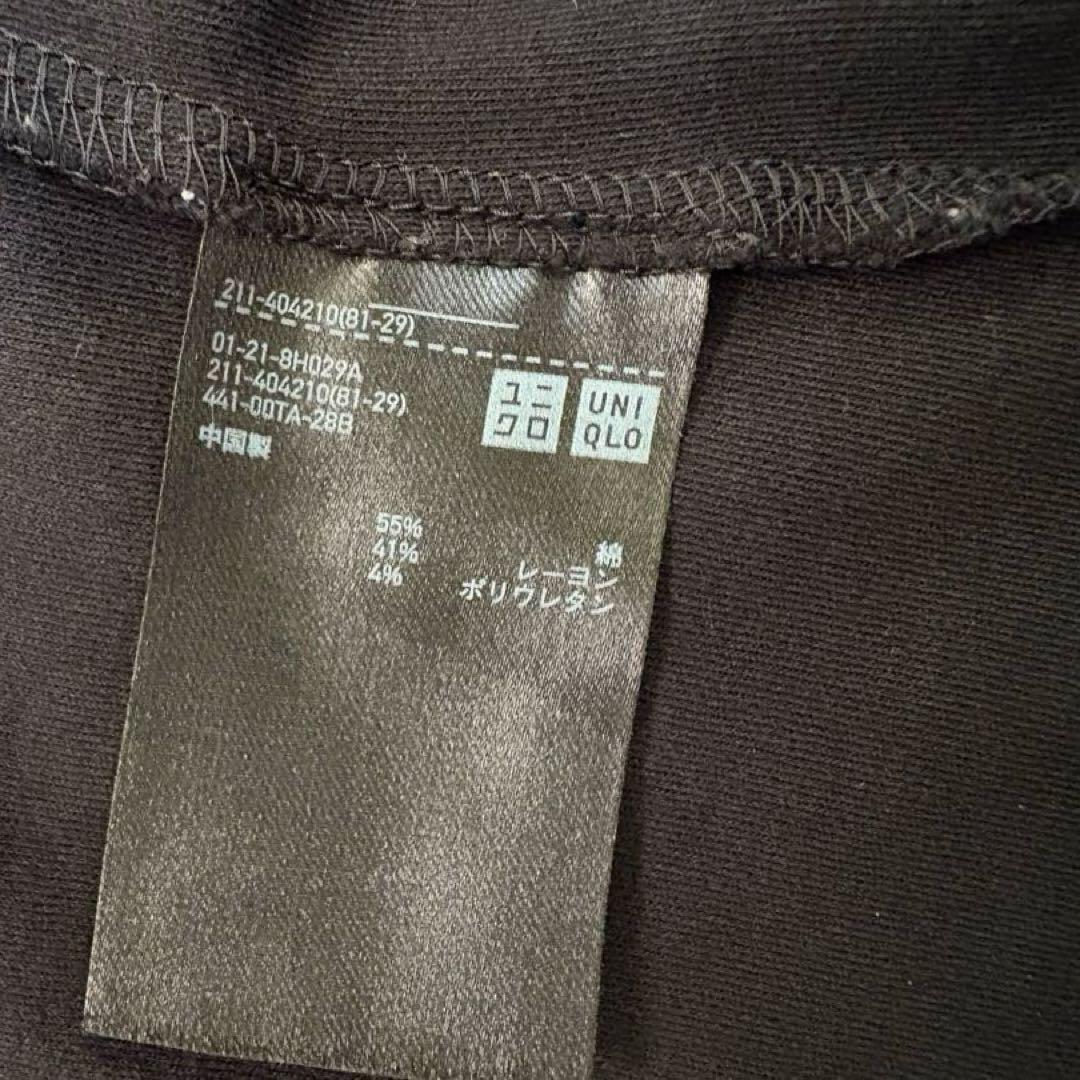 211-404210(81-29)
01-21-8H029A
211-404210(81-29)
441-00TA-28B
中国製
ユニ
クロ
UNI
QLO
55% 綿
41% レーヨン
4% ポリウレタン